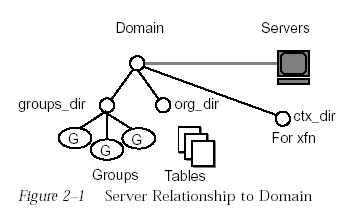 Domain
Servers
groups_dir
org_dir
ctx_dir
For xfn
G
G
G
Groups
Tables
Figure 2–1 Server Relationship to Domain